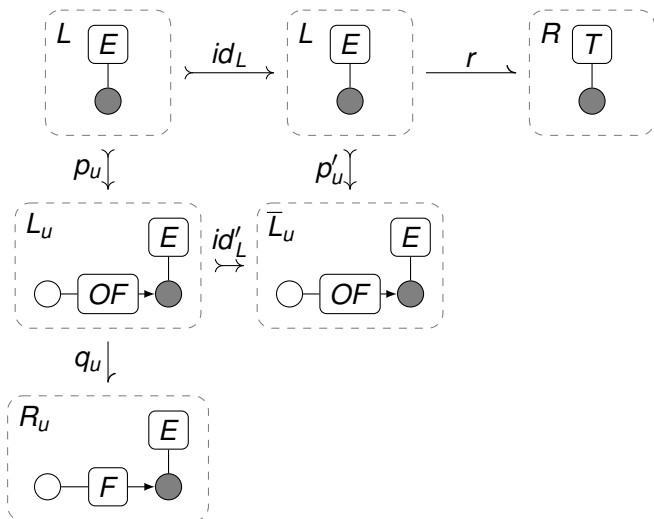 L E id_L L E r R T
p_u p'_u
L_u E id'_L L̅_u E
OF OF
q_u
R_u E
F